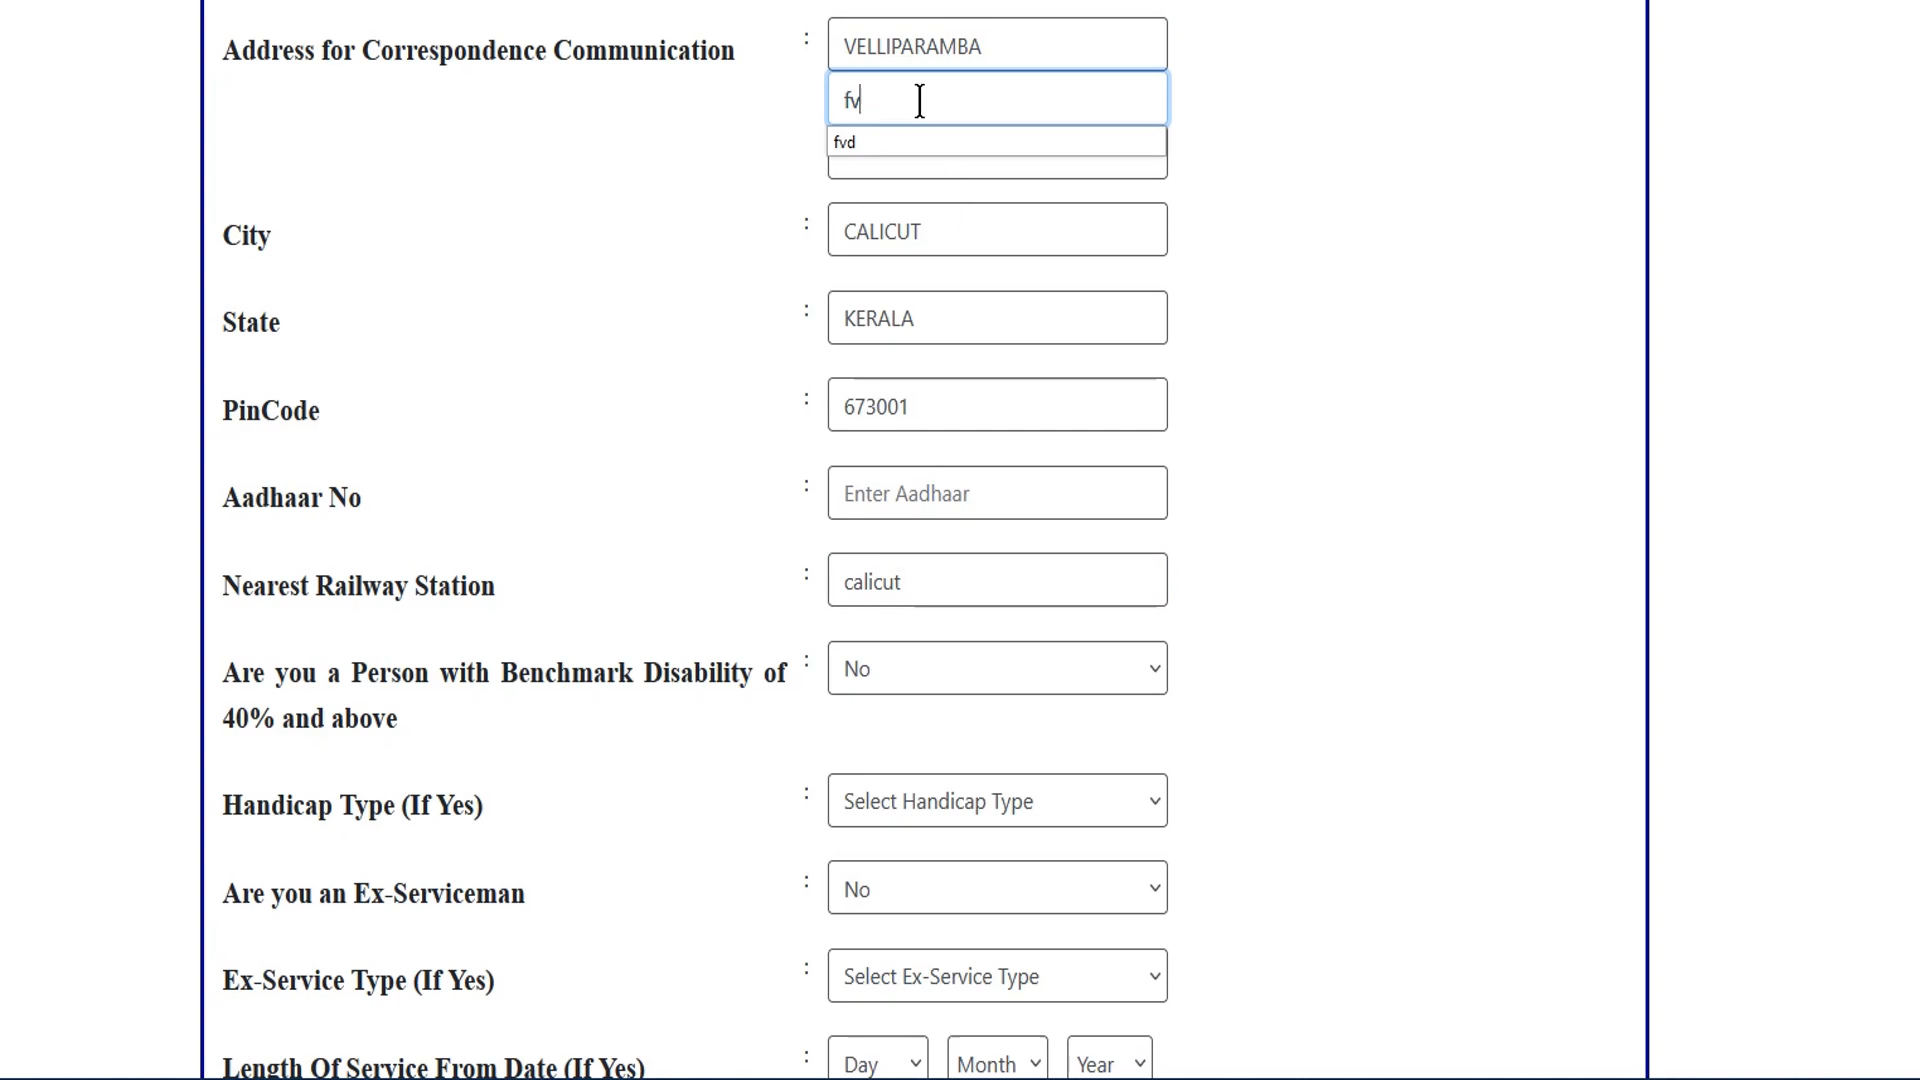 Address for Correspondence Communication : VELLIPARAMBA
fv
fvd
City : CALICUT
State : KERALA
PinCode : 673001
Aadhaar No : Enter Aadhaar
Nearest Railway Station : calicut
Are you a Person with Benchmark Disability of : No
40% and above
Handicap Type (If Yes) : Select Handicap Type
Are you an Ex-Serviceman : No
Ex-Service Type (If Yes) : Select Ex-Service Type
Length Of Service From Date (If Yes) : Day Month Year